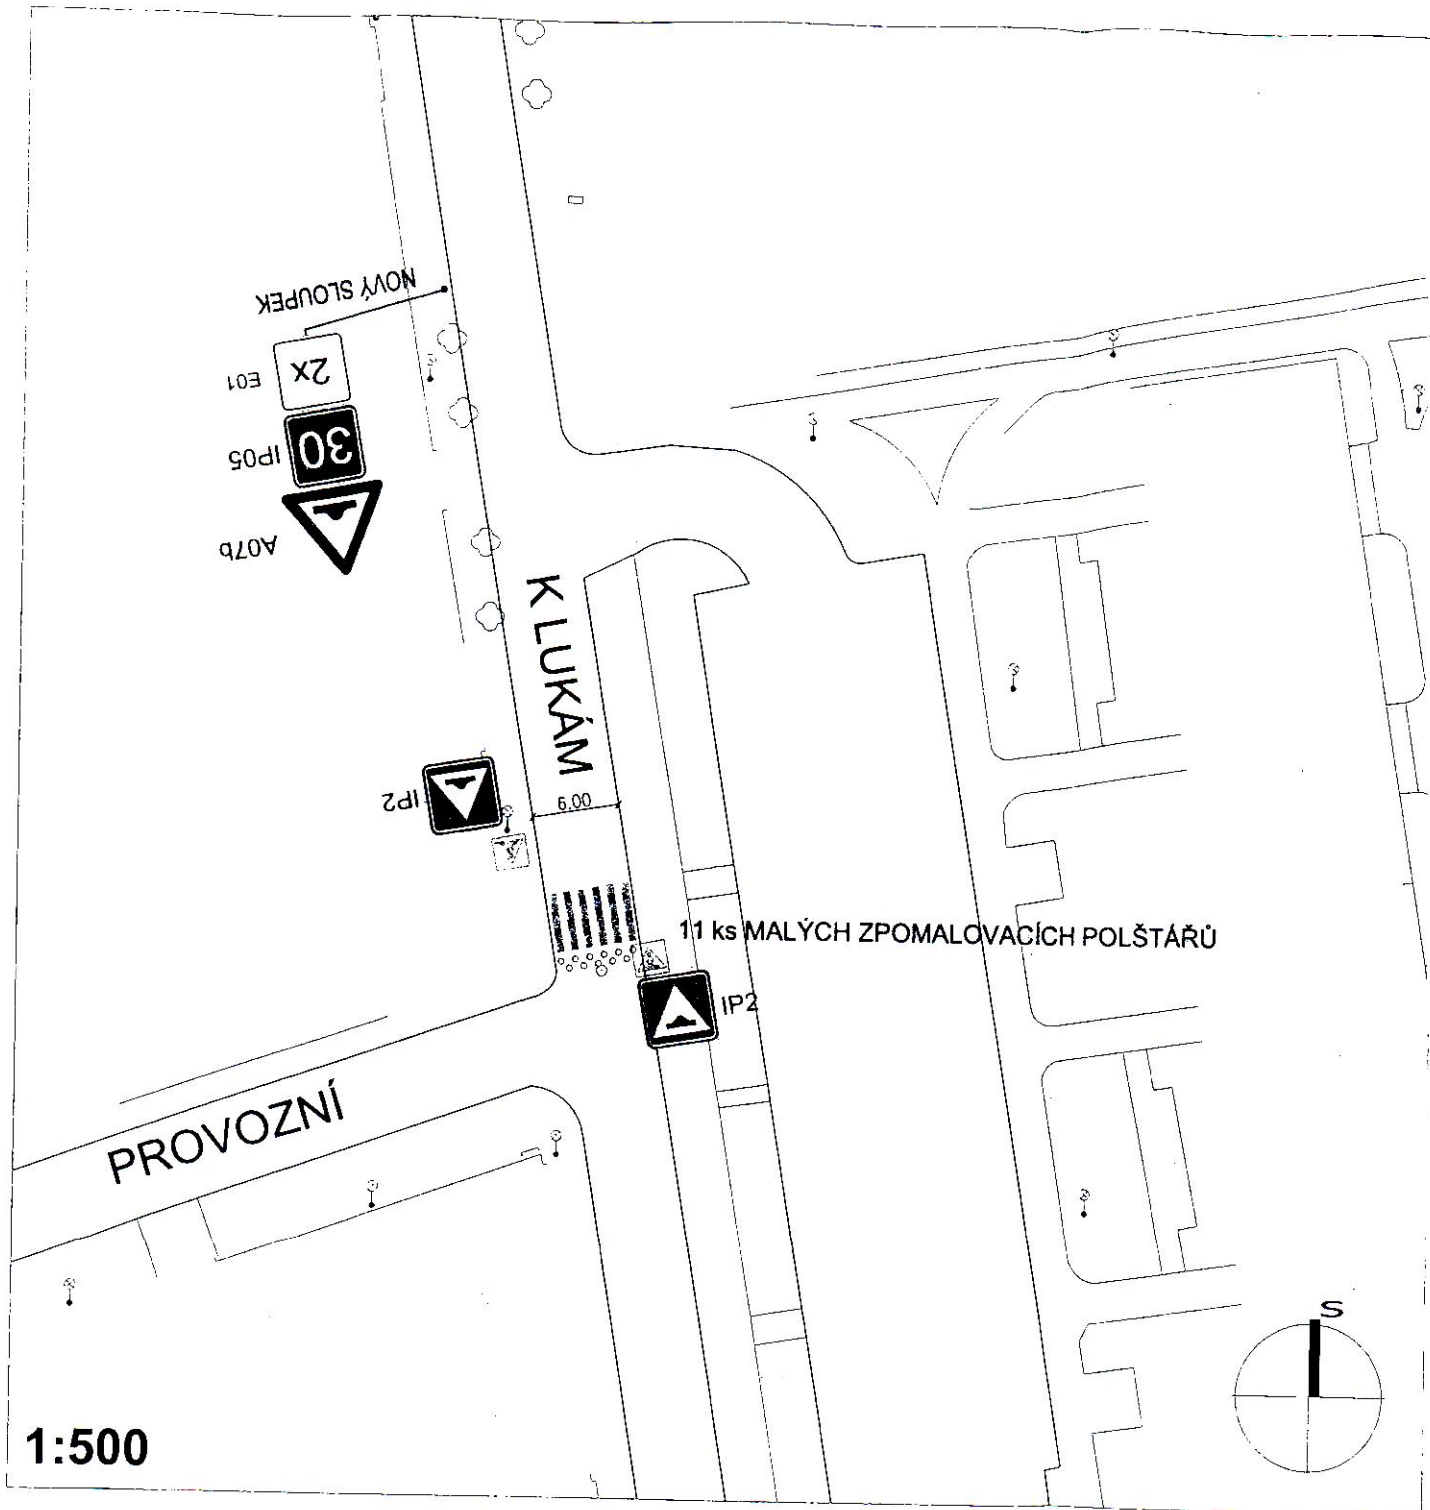 NOVÝ SLOUPEK
2x
E01
30
IP05
A07b
K LUKÁM
IP2
6.00
11 ks MALÝCH ZPOMALOVACÍCH POLŠTÁŘŮ
IP2
PROVOZNÍ
S
1:500